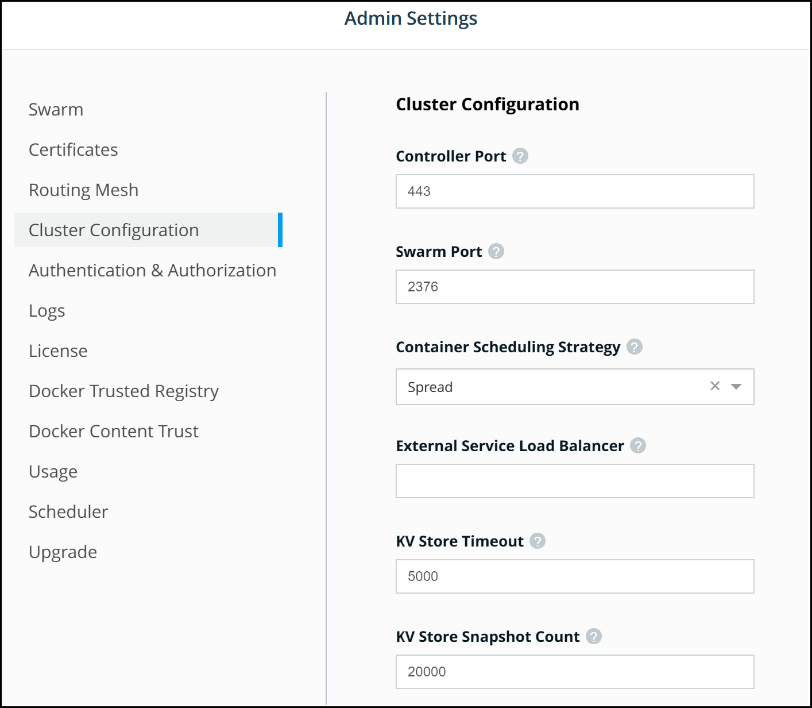 Admin Settings
Swarm
Certificates
Routing Mesh
Cluster Configuration
Authentication & Authorization
Logs
License
Docker Trusted Registry
Docker Content Trust
Usage
Scheduler
Upgrade
Cluster Configuration
Controller Port ?
443
Swarm Port ?
2376
Container Scheduling Strategy ?
Spread
External Service Load Balancer ?
KV Store Timeout ?
5000
KV Store Snapshot Count ?
20000